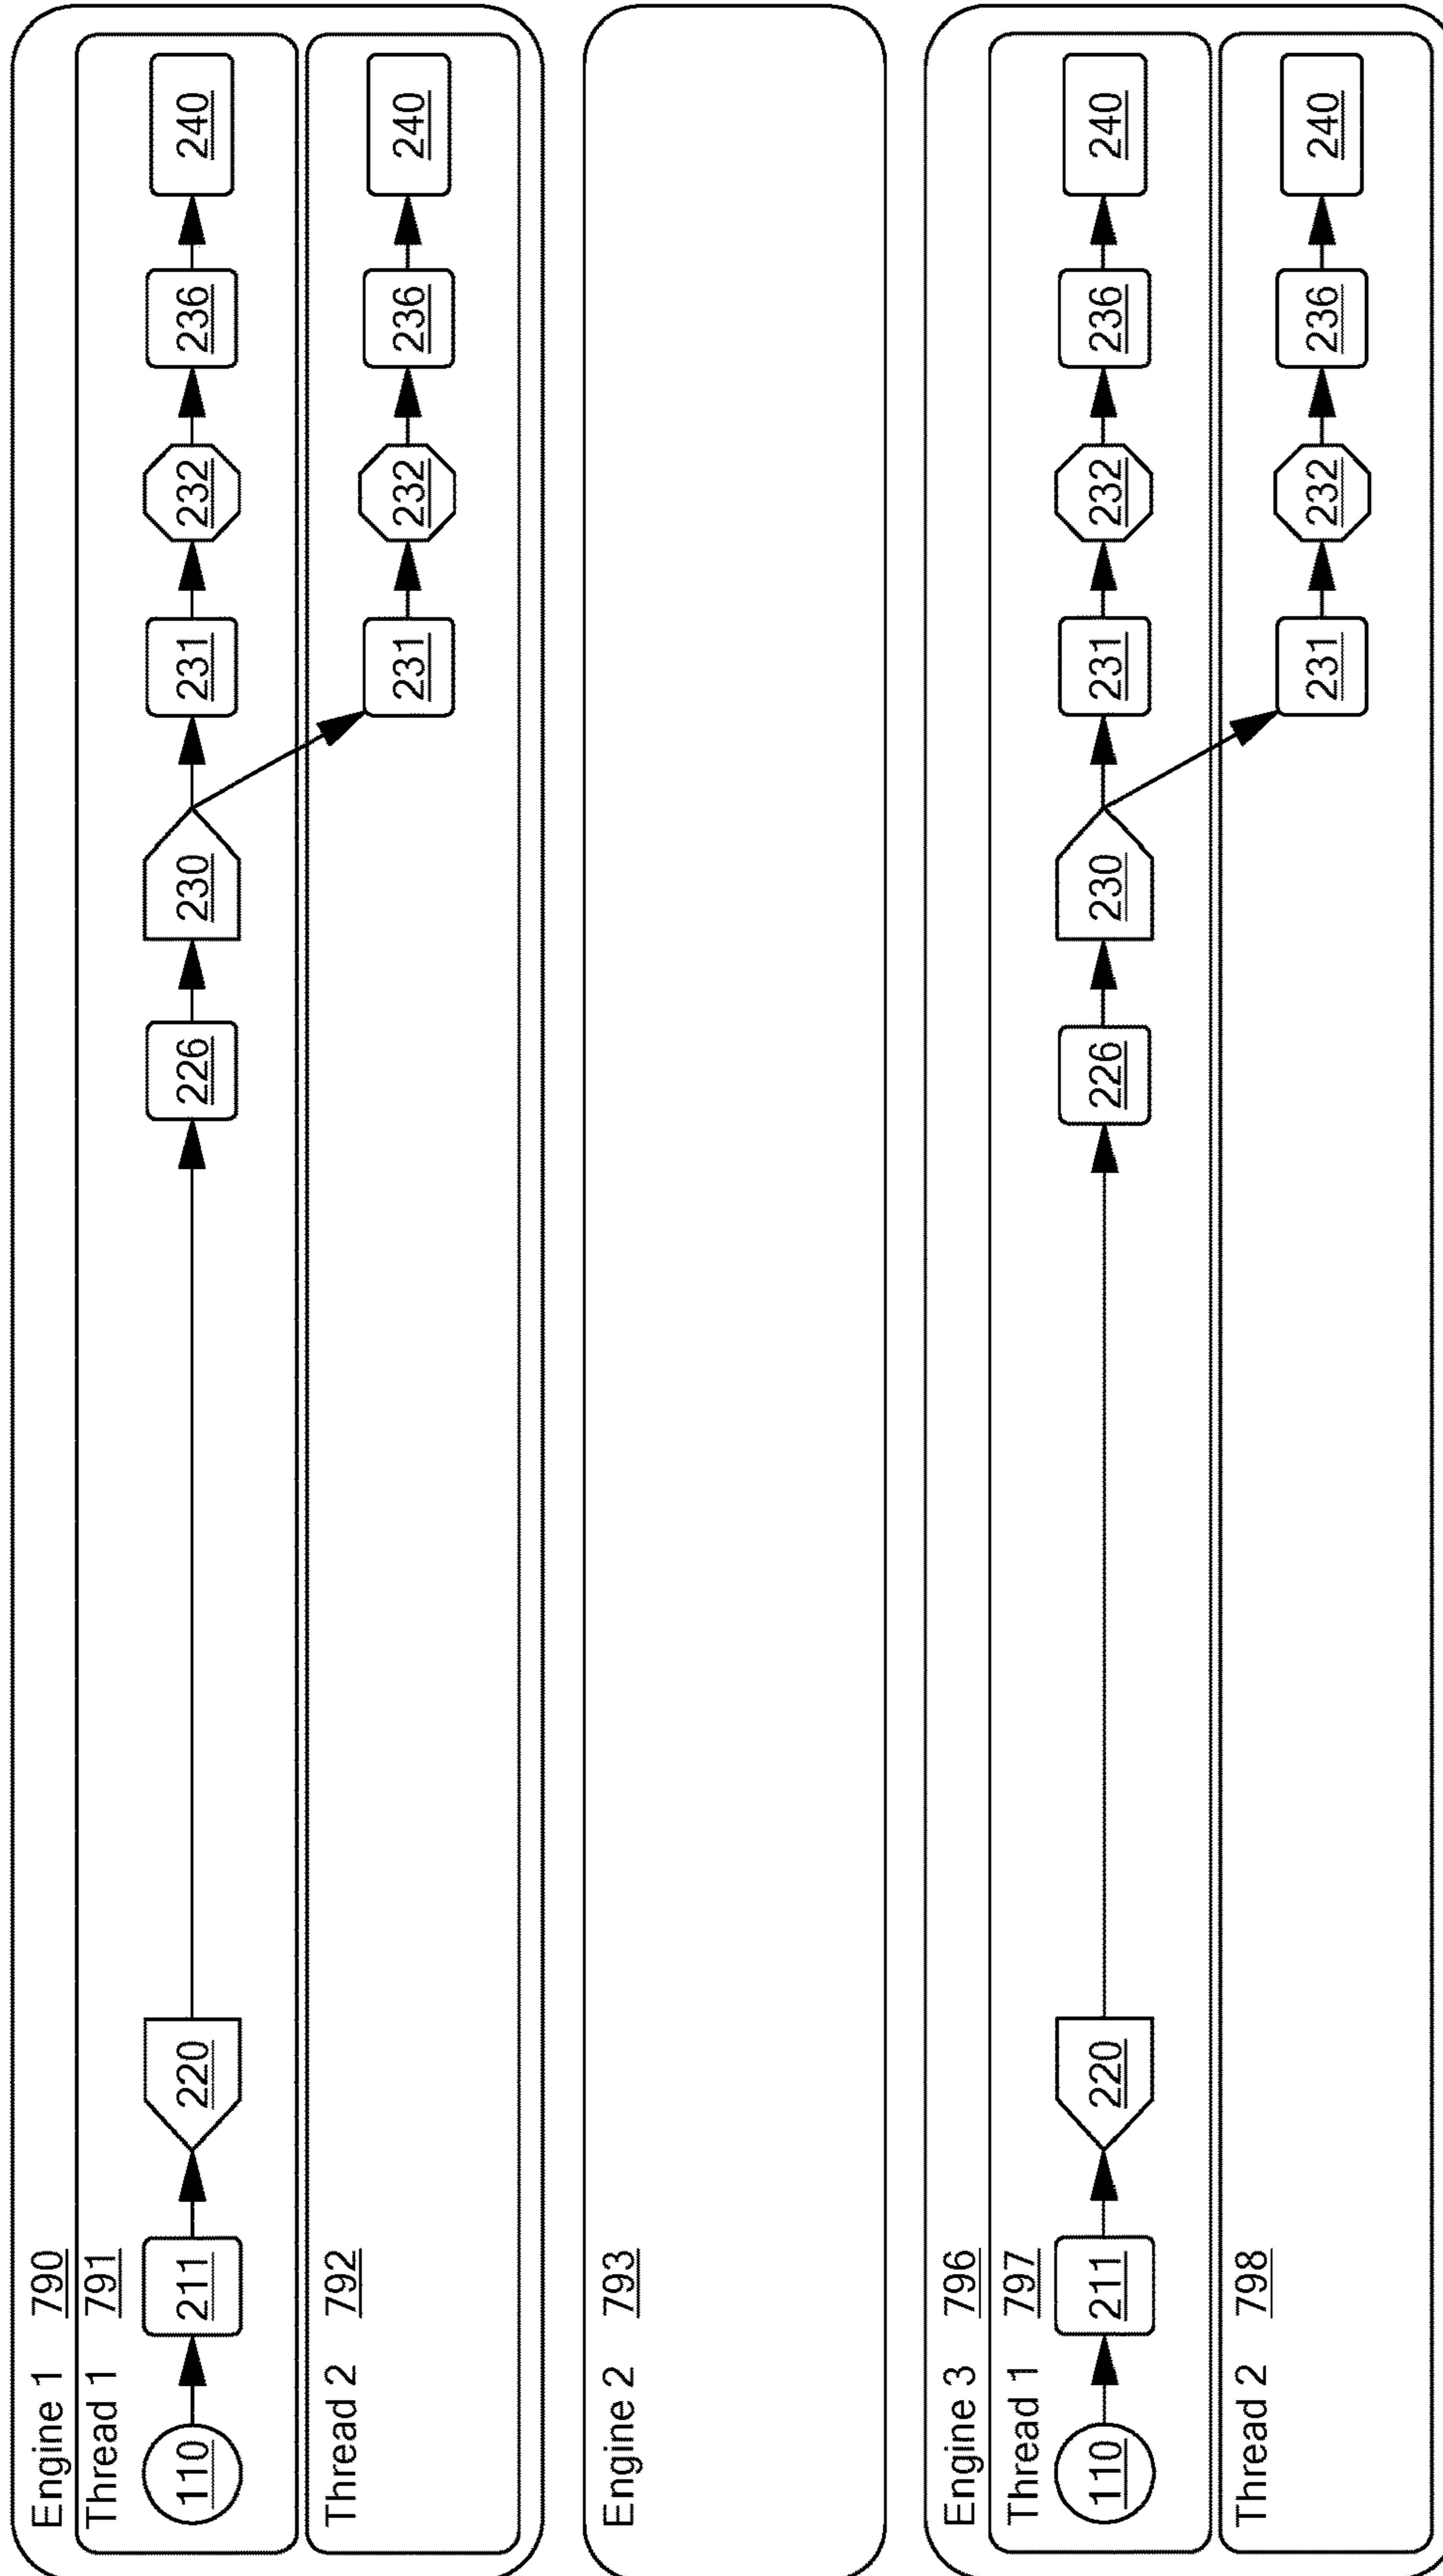 Engine 1 790
Thread 1 791
110 211 220 226 230 231 232 236 240
Thread 2 792
231 232 236 240
Engine 2 793
Engine 3 796
Thread 1 797
110 211 220 226 230 231 232 236 240
Thread 2 798
231 232 236 240